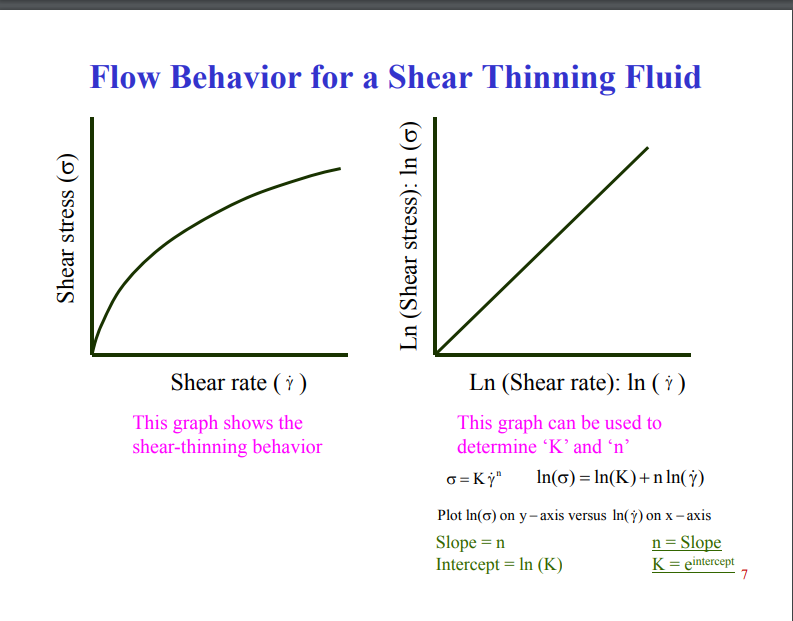 Flow Behavior for a Shear Thinning Fluid
Shear stress (σ)
Shear rate ( γ̇ )
This graph shows the
shear-thinning behavior
Ln (Shear stress): ln (σ)
Ln (Shear rate): ln ( γ̇ )
This graph can be used to
determine ‘K’ and ‘n’
σ = K γ̇ⁿ ln(σ) = ln(K) + n ln(γ̇)
Plot ln(σ) on y – axis versus ln(γ̇) on x – axis
Slope = n n = Slope
Intercept = ln (K) K = e^intercept
7